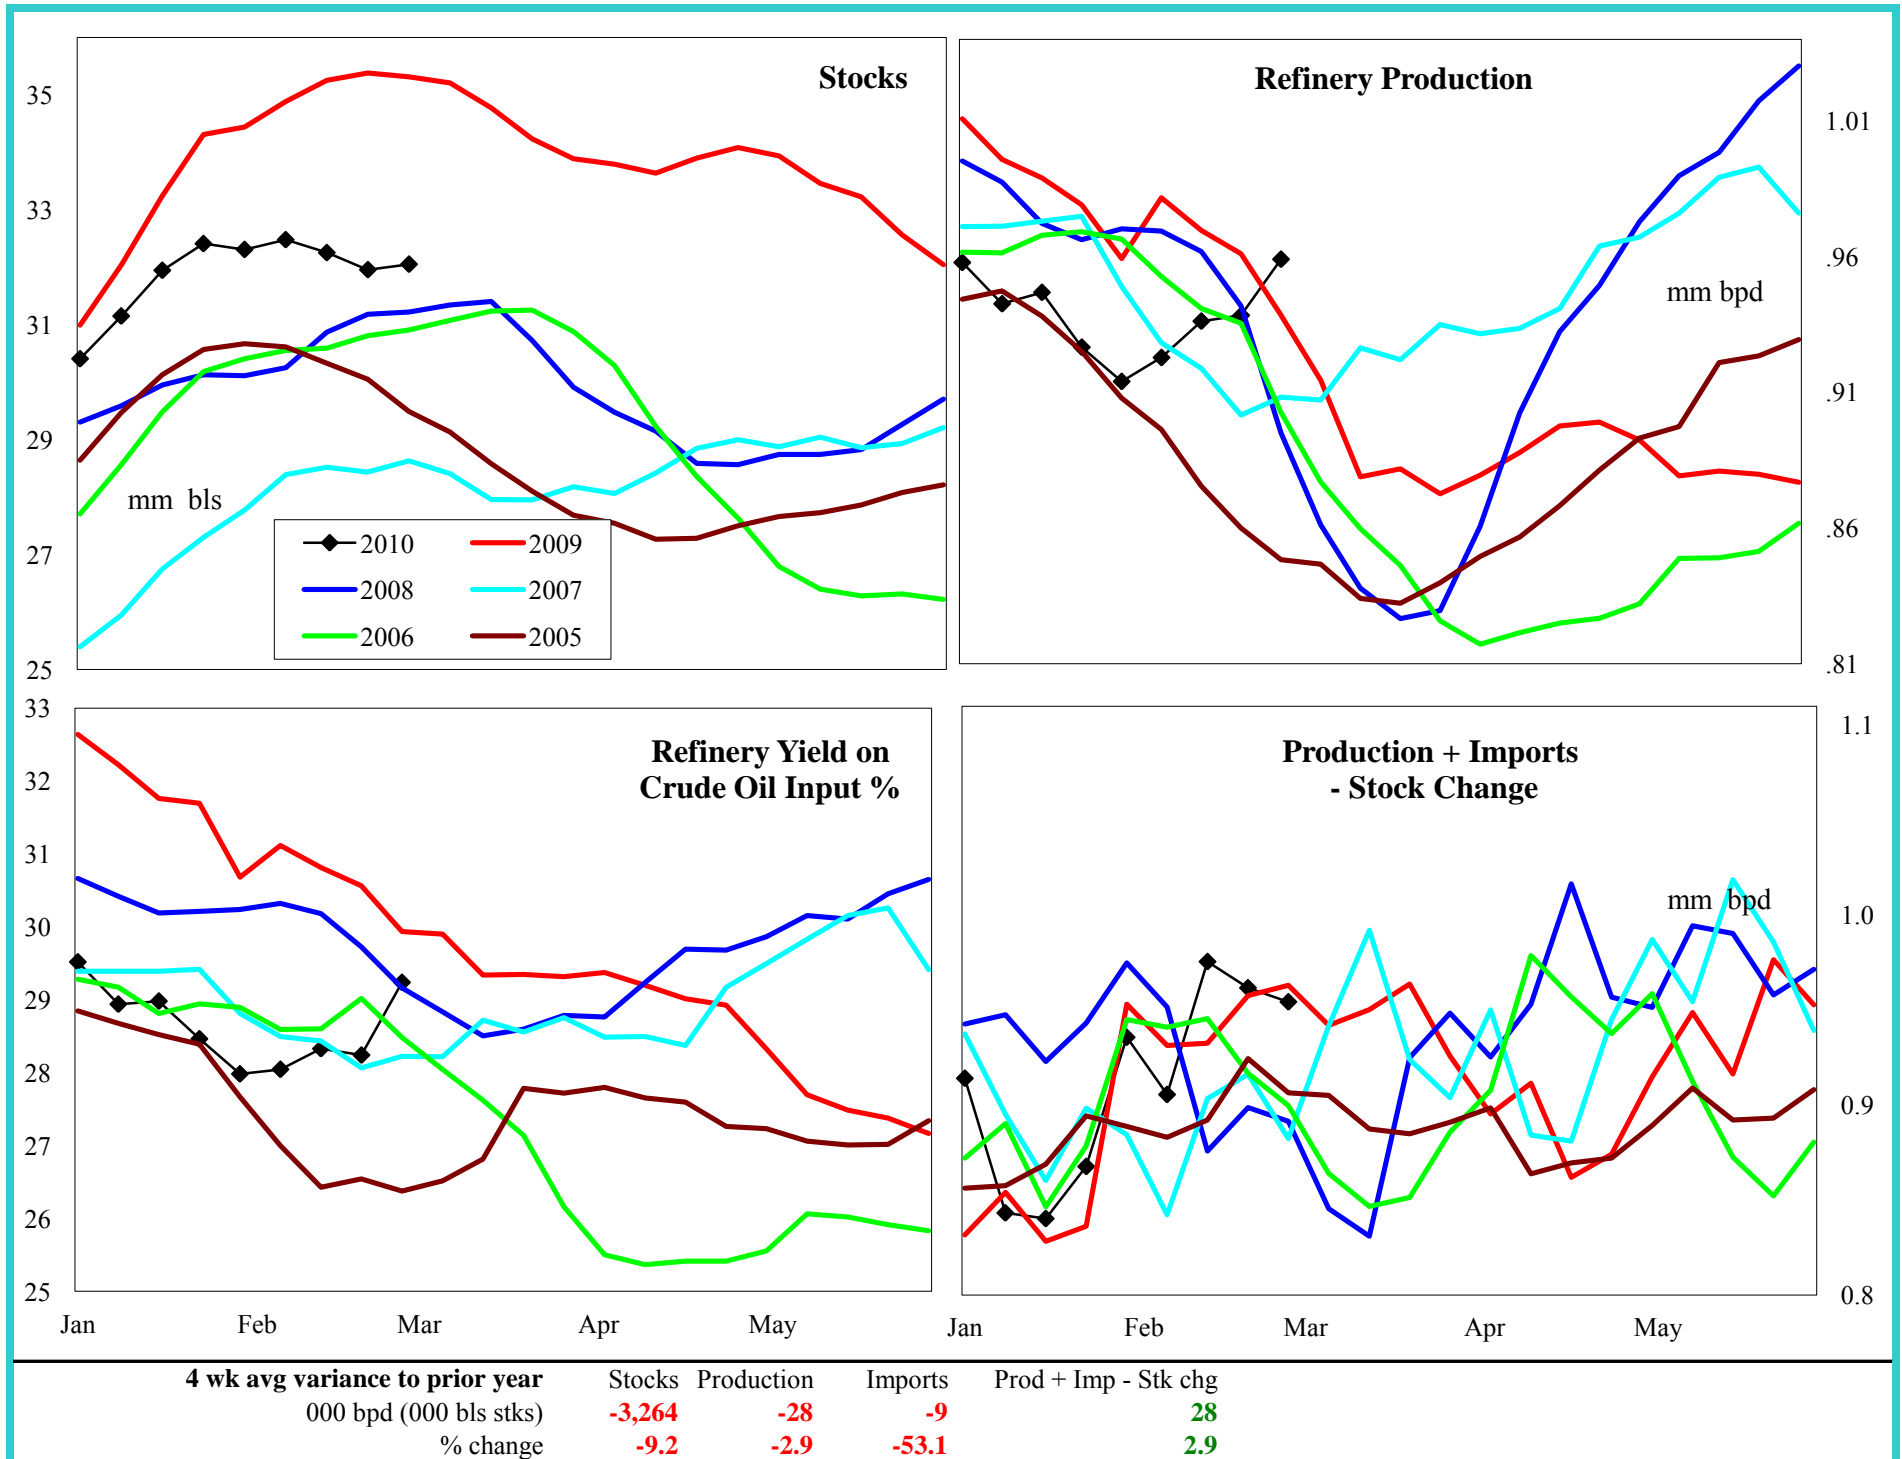 Stocks
35
33
31
29
27
25
mm bls
2010
2009
2008
2007
2006
2005
Refinery Production
1.01
.96
.91
.86
.81
mm bpd
33
32
31
30
29
28
27
26
25
Refinery Yield on
Crude Oil Input %
Jan Feb Mar Apr May
Production + Imports
- Stock Change
mm bpd
1.1
1.0
0.9
0.8
Jan Feb Mar Apr May
4 wk avg variance to prior year Stocks Production Imports Prod + Imp - Stk chg
000 bpd (000 bls stks) -3,264 -28 -9 28
% change -9.2 -2.9 -53.1 2.9